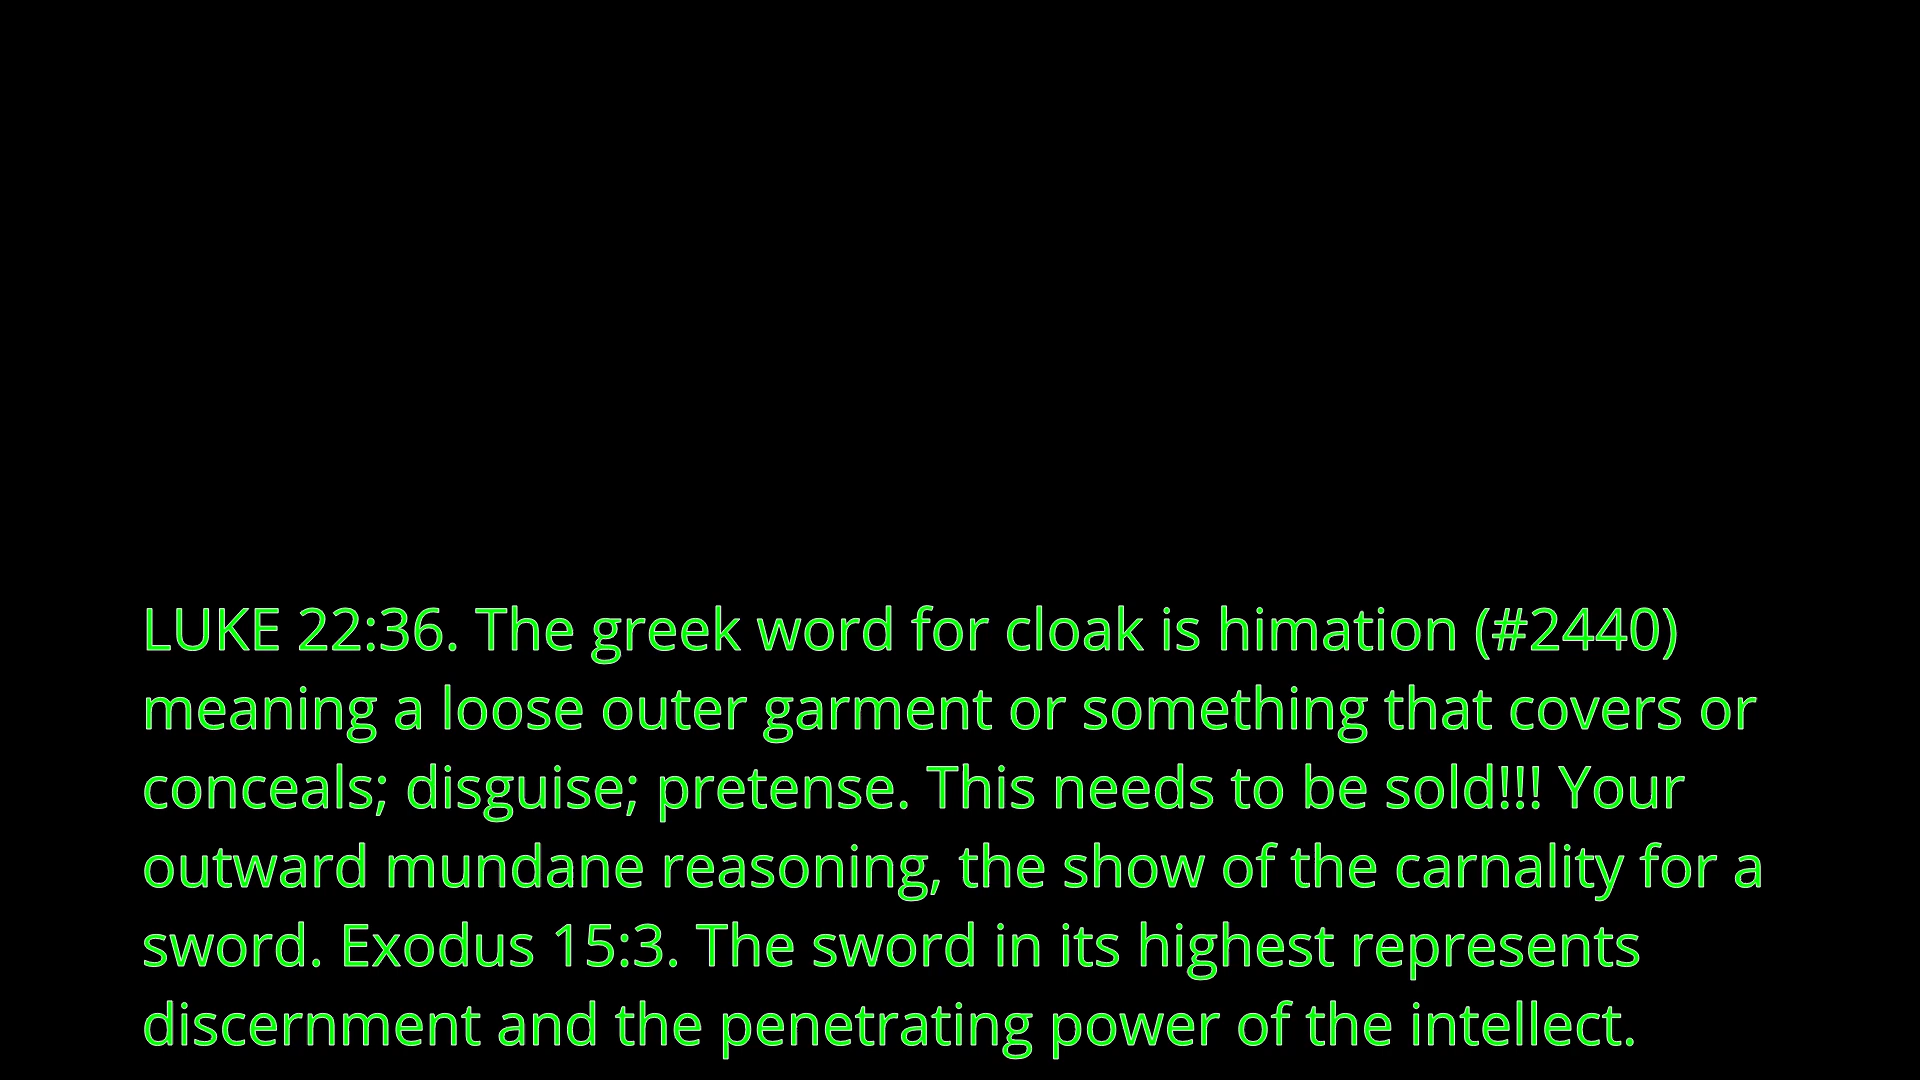 LUKE 22:36. The greek word for cloak is himation (#2440)
meaning a loose outer garment or something that covers or
conceals; disguise; pretense. This needs to be sold!!! Your
outward mundane reasoning, the show of the carnality for a
sword. Exodus 15:3. The sword in its highest represents
discernment and the penetrating power of the intellect.